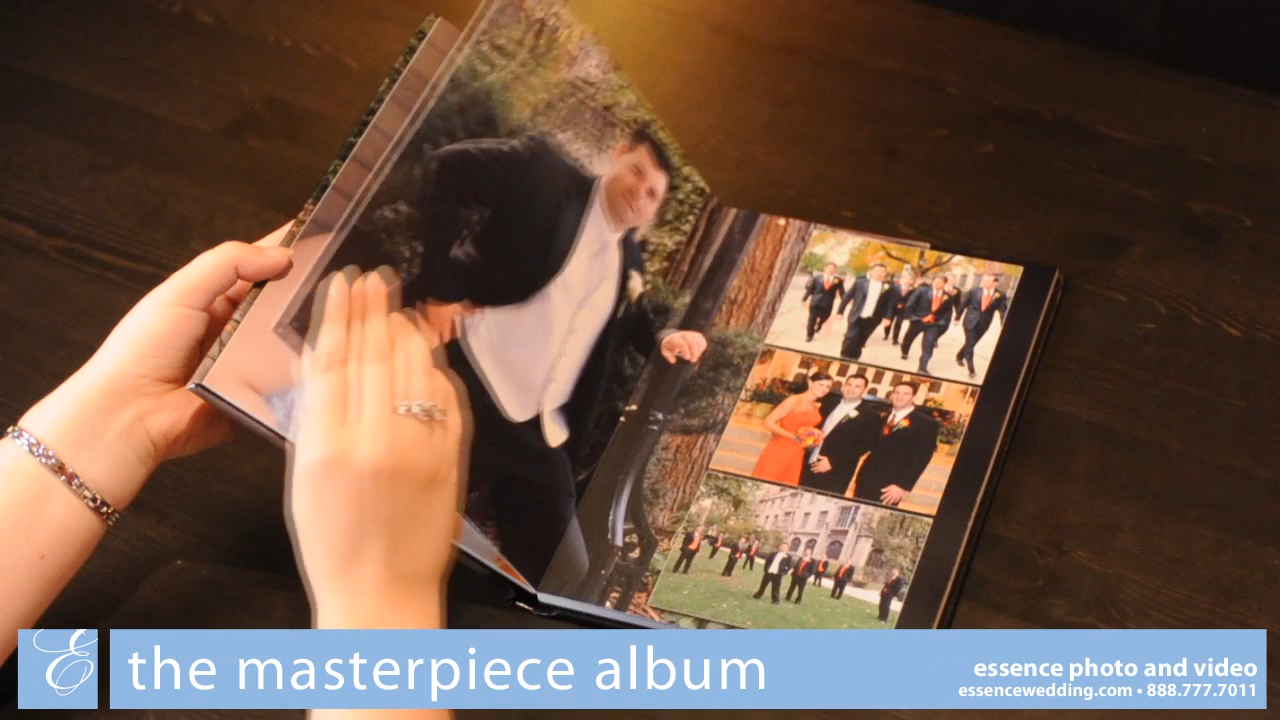 E
the masterpiece album
essence photo and video
essencewedding.com • 888.777.7011